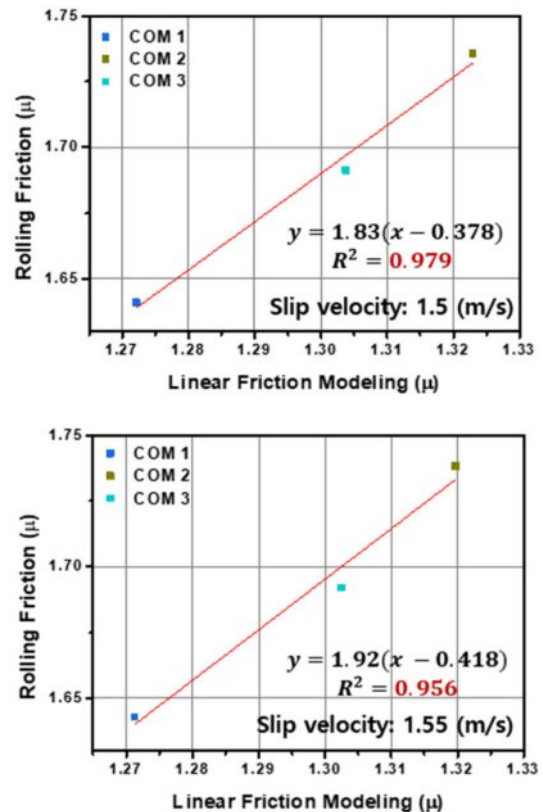 1.75
COM 1
COM 2
COM 3
1.70
1.65
Rolling Friction (μ)
y = 1.83(x − 0.378)
R² = 0.979
Slip velocity: 1.5 (m/s)
1.27 1.28 1.29 1.30 1.31 1.32 1.33
Linear Friction Modeling (μ)
1.75
COM 1
COM 2
COM 3
1.70
1.65
Rolling Friction (μ)
y = 1.92(x − 0.418)
R² = 0.956
Slip velocity: 1.55 (m/s)
1.27 1.28 1.29 1.30 1.31 1.32 1.33
Linear Friction Modeling (μ)